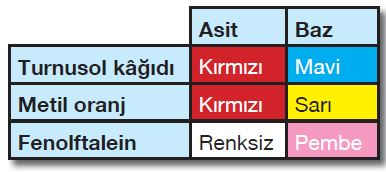 Asit Baz
Turnusol kâğıdı Kırmızı Mavi
Metil oranj Kırmızı Sarı
Fenolftalein Renksiz Pembe